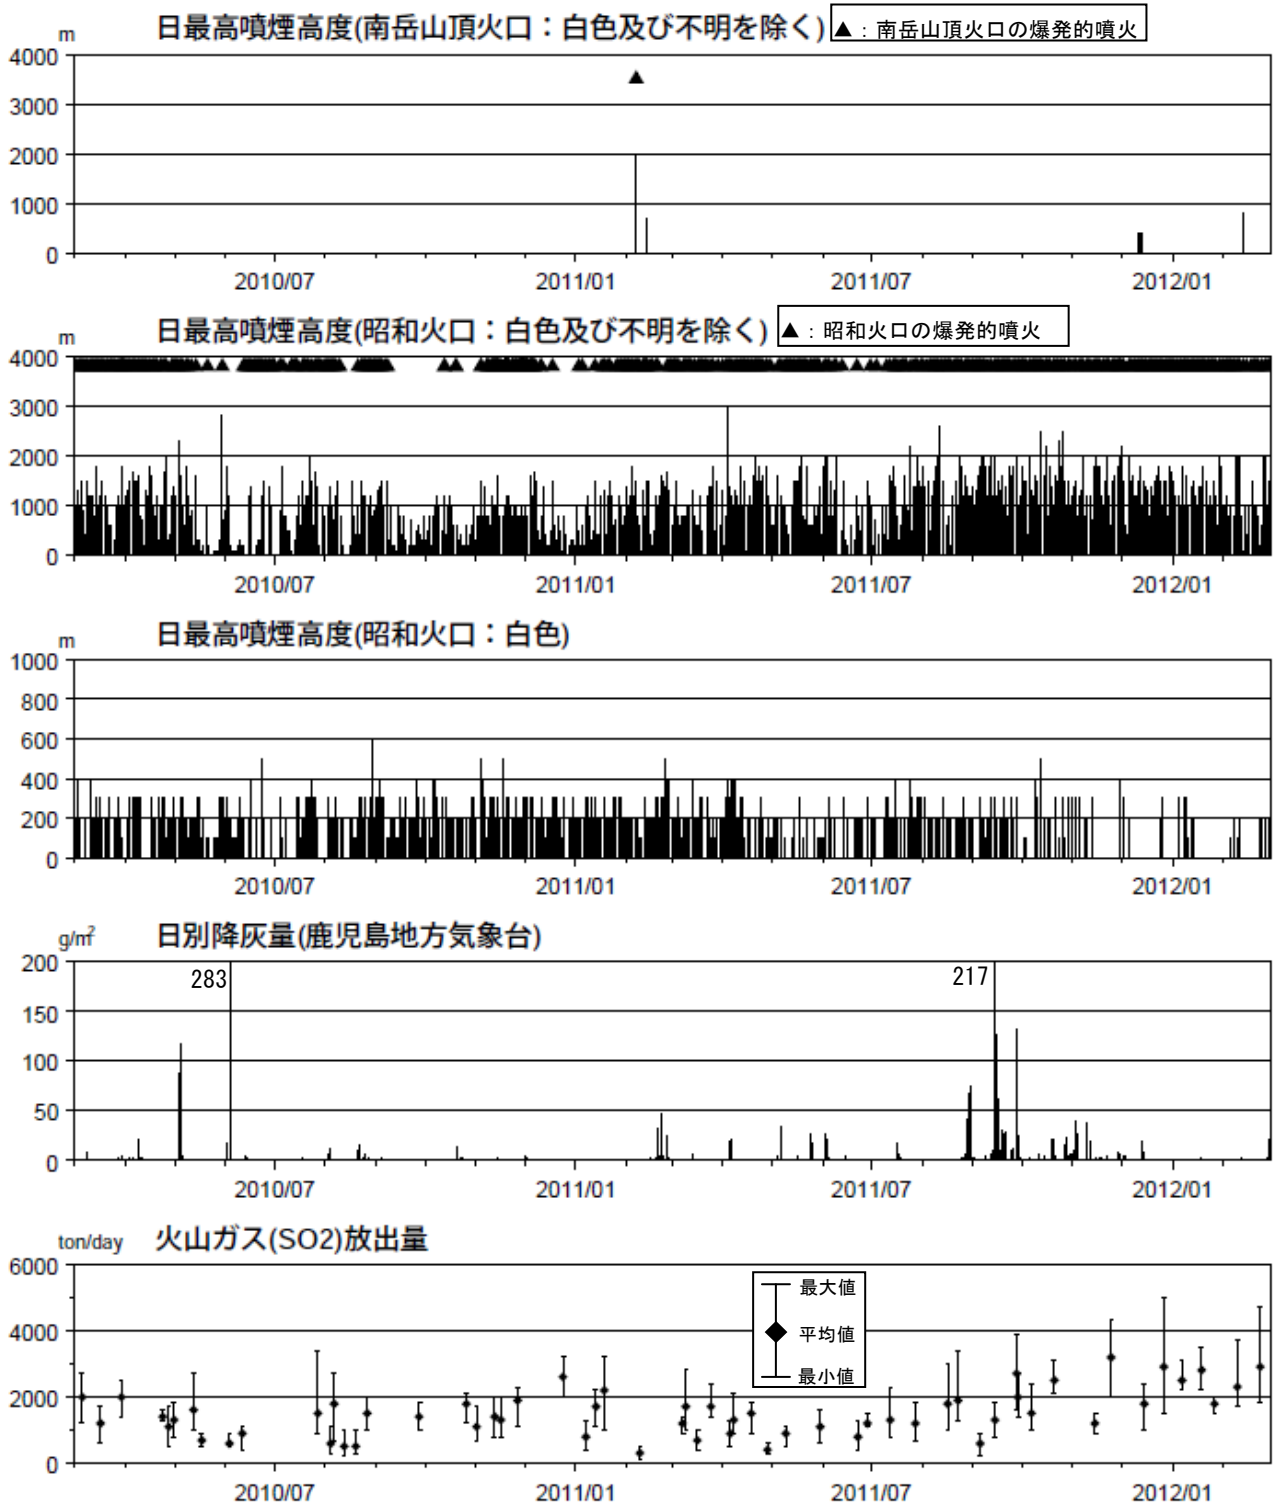 日最高噴煙高度(南岳山頂火口：白色及び不明を除く)
▲：南岳山頂火口の爆発的噴火
m
4000
3000
2000
1000
0
2010/07 2011/01 2011/07 2012/01
日最高噴煙高度(昭和火口：白色及び不明を除く)
▲：昭和火口の爆発的噴火
m
4000
3000
2000
1000
0
2010/07 2011/01 2011/07 2012/01
日最高噴煙高度(昭和火口：白色)
m
1000
800
600
400
200
0
2010/07 2011/01 2011/07 2012/01
g/㎡ 日別降灰量(鹿児島地方気象台)
200
283
217
150
100
50
0
2010/07 2011/01 2011/07 2012/01
ton/day 火山ガス(SO2)放出量
6000
最大値
4000
平均値
最小値
2000
0
2010/07 2011/01 2011/07 2012/01